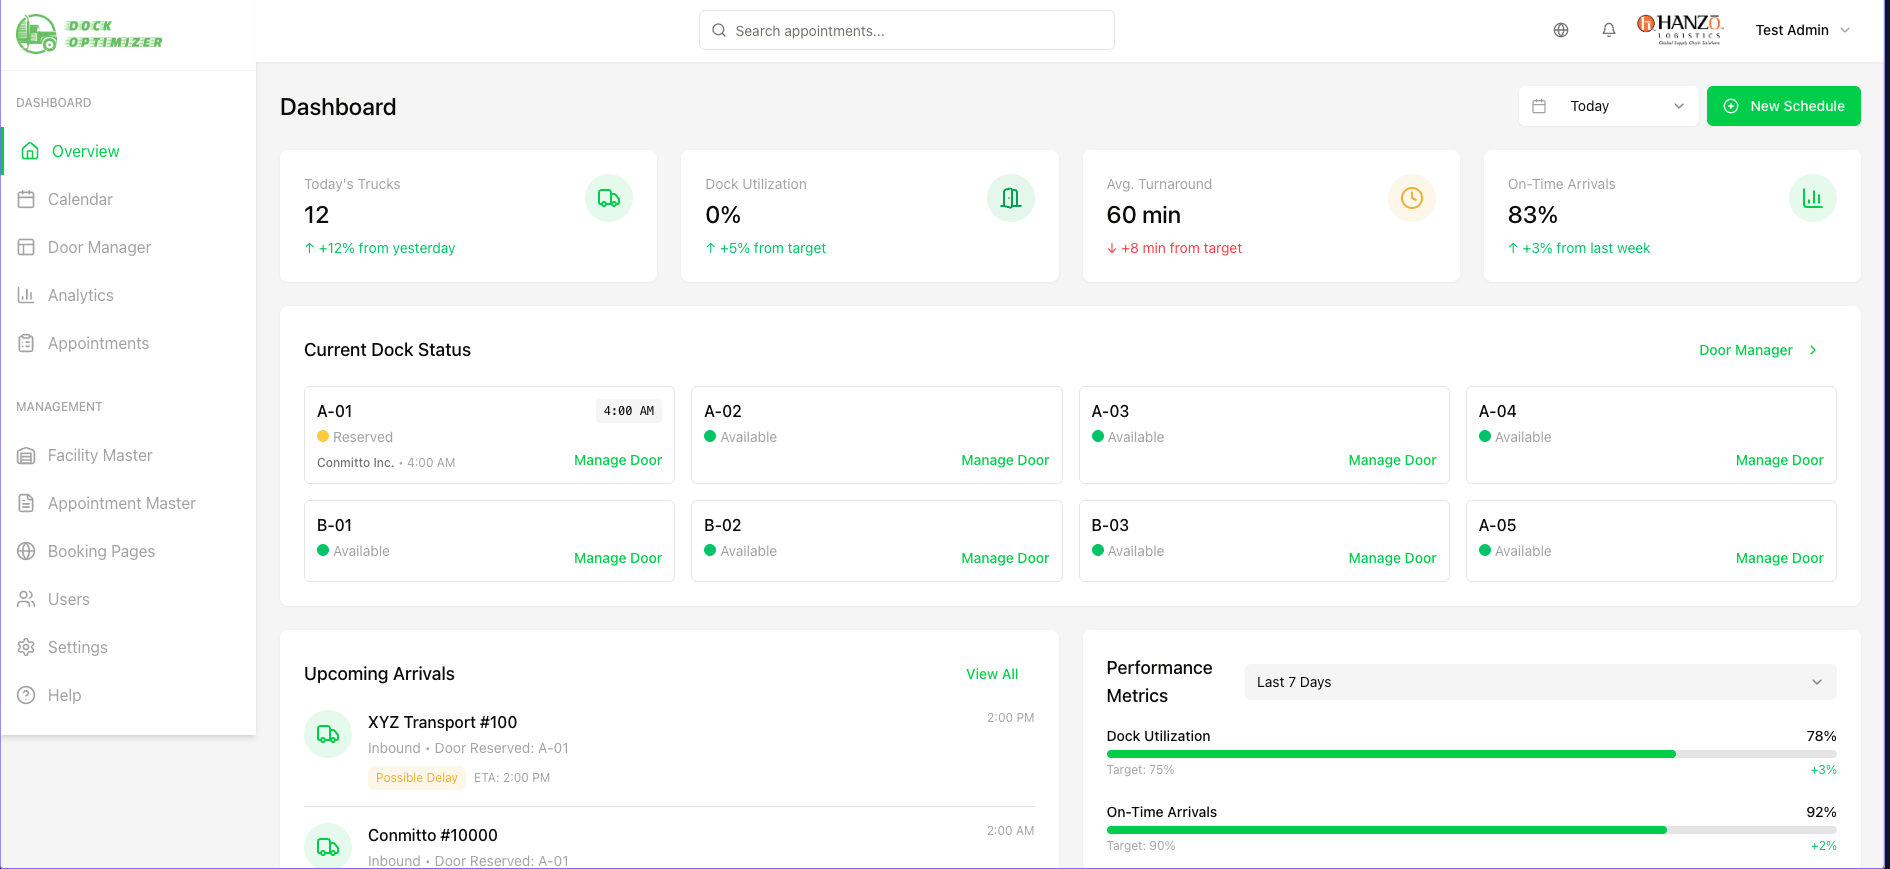 DOCK
OPTIMIZER
Search appointments...
HANZŌ
LOGISTICS
Global Supply Chain Solutions
Test Admin
DASHBOARD
Overview
Calendar
Door Manager
Analytics
Appointments
MANAGEMENT
Facility Master
Appointment Master
Booking Pages
Users
Settings
Help
Dashboard
Today
New Schedule
Today's Trucks
12
↑ +12% from yesterday
Dock Utilization
0%
↑ +5% from target
Avg. Turnaround
60 min
↓ +8 min from target
On-Time Arrivals
83%
↑ +3% from last week
Current Dock Status
Door Manager
A-01
4:00 AM
Reserved
Conmitto Inc. • 4:00 AM
Manage Door
A-02
Available
Manage Door
A-03
Available
Manage Door
A-04
Available
Manage Door
B-01
Available
Manage Door
B-02
Available
Manage Door
B-03
Available
Manage Door
A-05
Available
Manage Door
Upcoming Arrivals
View All
XYZ Transport #100
2:00 PM
Inbound • Door Reserved: A-01
Possible Delay ETA: 2:00 PM
Conmitto #10000
2:00 AM
Inbound • Door Reserved: A-01
Performance
Metrics
Last 7 Days
Dock Utilization
78%
Target: 75%
+3%
On-Time Arrivals
92%
Target: 90%
+2%